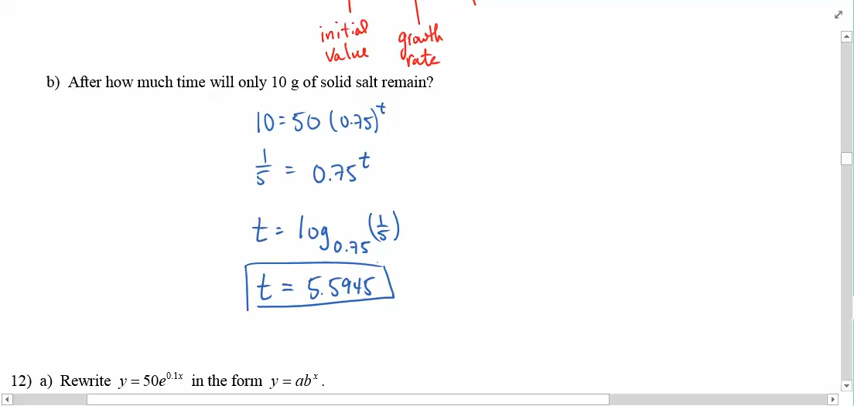 initial growth
value rate
b) After how much time will only 10 g of solid salt remain?
10 = 50 (0.75)^t
1/5 = 0.75^t
t = log_0.75 (1/5)
t = 5.5945
12) a) Rewrite y = 50e^0.1x in the form y = ab^x.